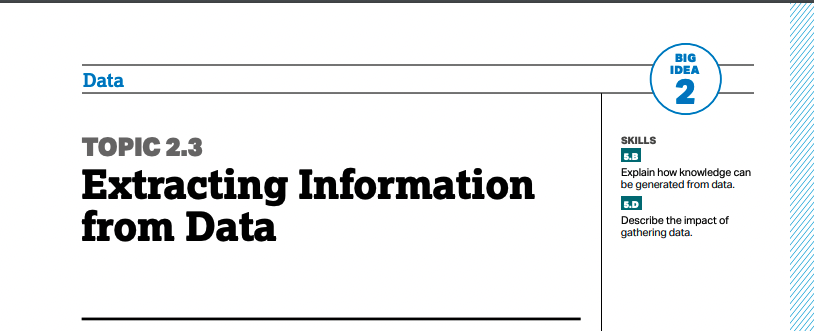 Data
BIG
IDEA
2
TOPIC 2.3
Extracting Information
from Data
SKILLS
5.B
Explain how knowledge can
be generated from data.
5.D
Describe the impact of
gathering data.